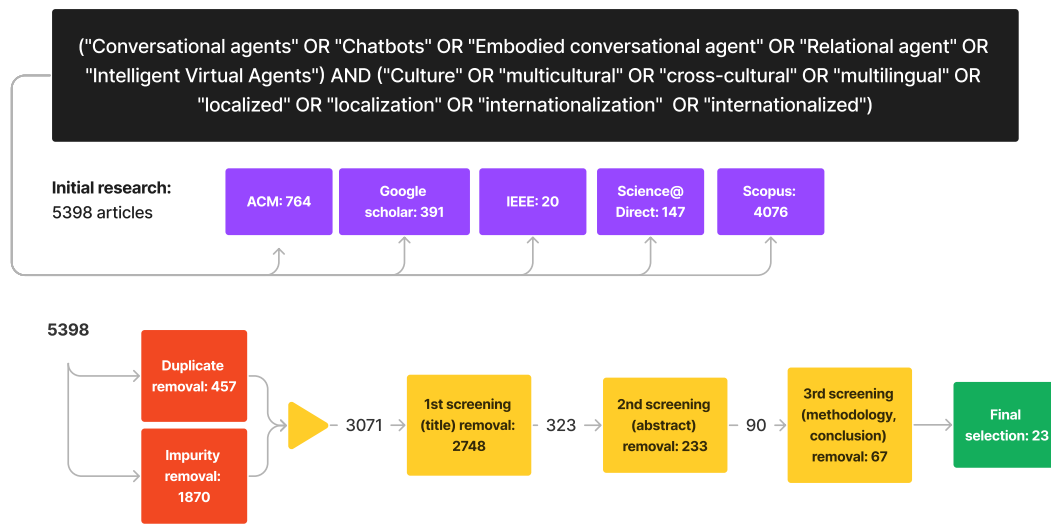 ("Conversational agents" OR "Chatbots" OR "Embodied conversational agent" OR "Relational agent" OR
"Intelligent Virtual Agents") AND ("Culture" OR "multicultural" OR "cross-cultural" OR "multilingual" OR
"localized" OR "localization" OR "internationalization" OR "internationalized")
Initial research:
5398 articles
ACM: 764
Google
scholar: 391
IEEE: 20
Science@
Direct: 147
Scopus:
4076
5398
Duplicate
removal: 457
Impurity
removal:
1870
3071
1st screening
(title) removal:
2748
323
2nd screening
(abstract)
removal: 233
90
3rd screening
(methodology,
conclusion)
removal: 67
Final
selection: 23